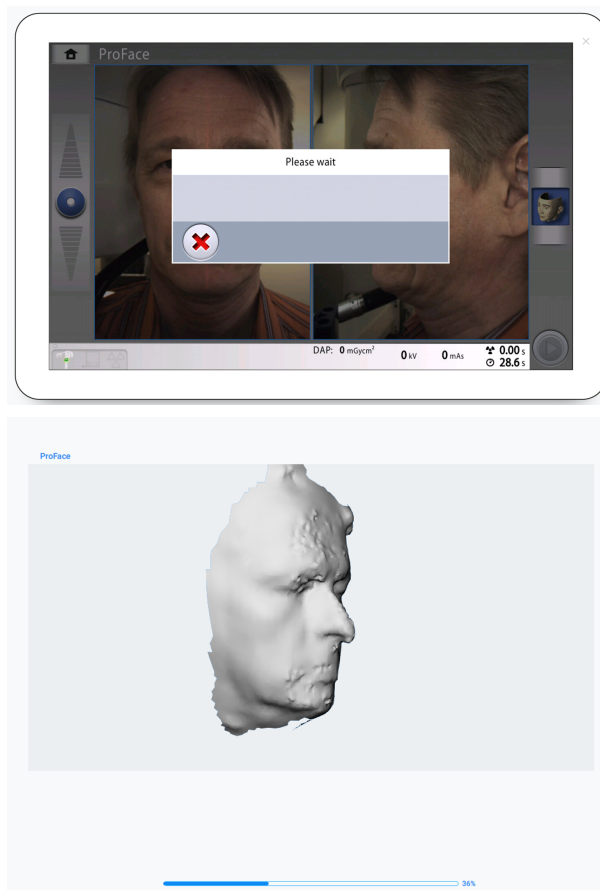 ProFace
Please wait
DAP: 0 mGycm²
0 kV
0 mAs
0.00 s
28.6 s
ProFace
36%